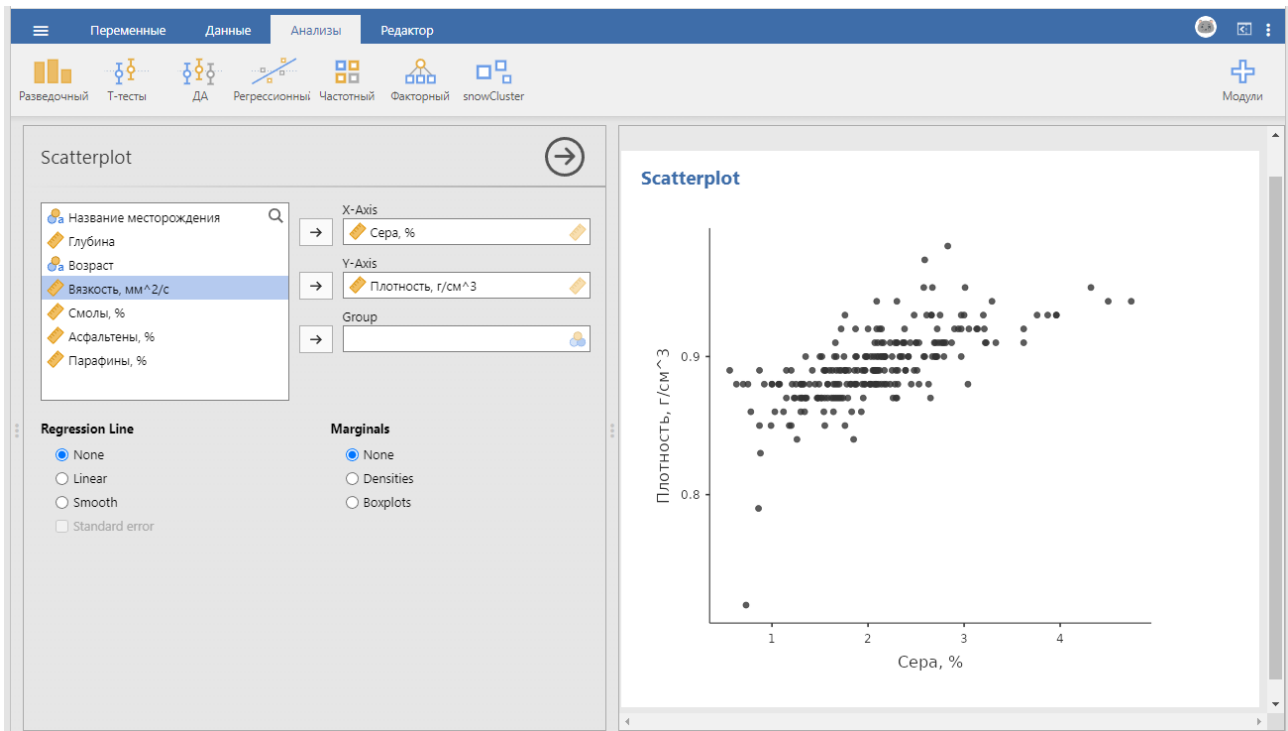 Переменные Данные Анализы Редактор
Разведочный Т-тесты ДА Регрессионный Частотный Факторный snowCluster Модули
Scatterplot
Название месторождения
Глубина
Возраст
Вязкость, мм^2/с
Смолы, %
Асфальтены, %
Парафины, %
X-Axis
Сера, %
Y-Axis
Плотность, г/см^3
Group
Regression Line
None
Linear
Smooth
Standard error
Marginals
None
Densities
Boxplots
Scatterplot
Плотность, г/см^3
0.9
0.8
1 2 3 4
Сера, %